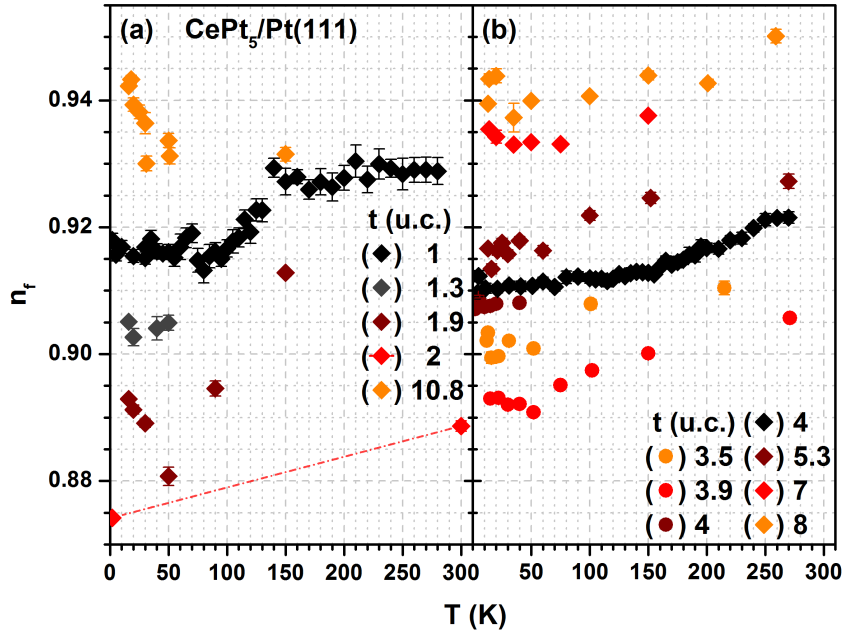 (a) CePt₅/Pt(111)
(b)
n_f
0.94
0.92
0.90
0.88
t (u.c.)
( ) 1
( ) 1.3
( ) 1.9
( ) 2
( ) 10.8
t (u.c.) ( ) 4
( ) 3.5 ( ) 5.3
( ) 3.9 ( ) 7
( ) 4 ( ) 8
0 50 100 150 200 250 300 0 50 100 150 200 250 300
T (K)